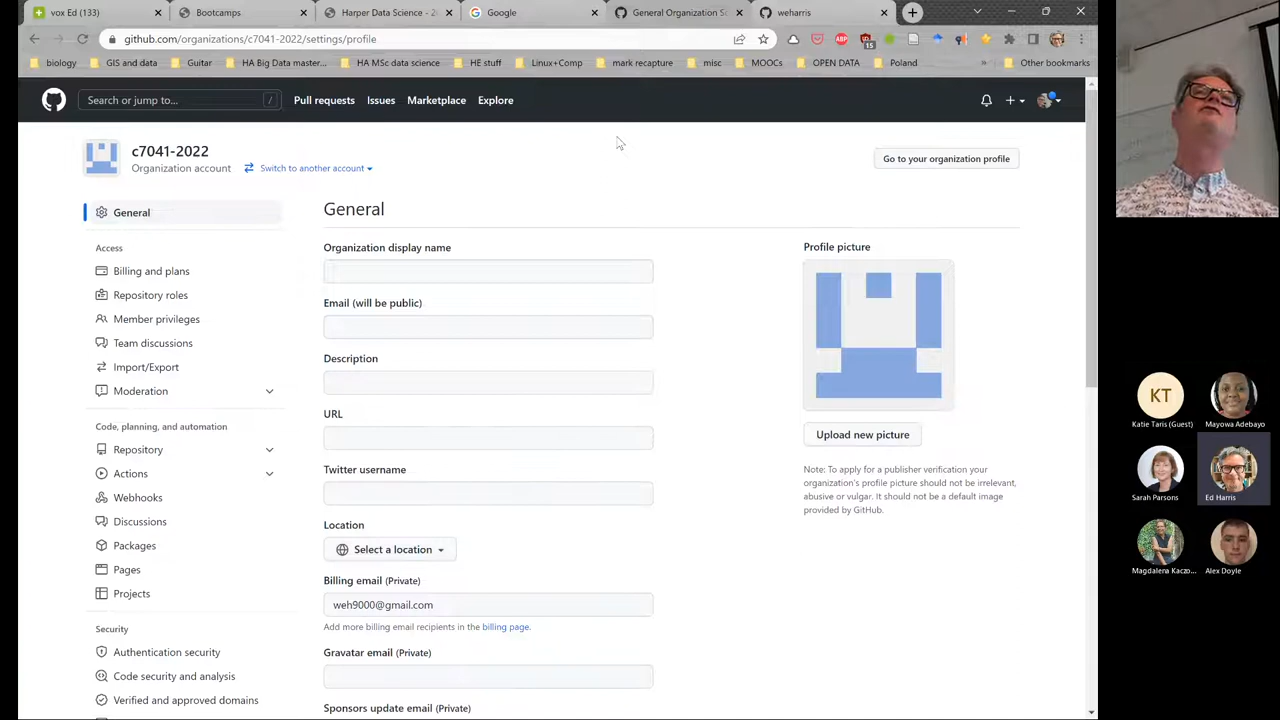 vox Ed (133)
Bootcamps
Harper Data Science - 2
Google
General Organization S
weharris
github.com/organizations/c7041-2022/settings/profile
ABP
15
biology
GIS and data
Guitar
HA Big Data master...
HA MSc data science
HE stuff
Linux+Comp
mark recapture
misc
MOOCs
OPEN DATA
Poland
»
Other bookmarks
Search or jump to...
/
Pull requests
Issues
Marketplace
Explore
c7041-2022
Organization account
Switch to another account
Go to your organization profile
General
Access
Billing and plans
Repository roles
Member privileges
Team discussions
Import/Export
Moderation
Code, planning, and automation
Repository
Actions
Webhooks
Discussions
Packages
Pages
Projects
Security
Authentication security
Code security and analysis
Verified and approved domains
General
Organization display name
Email (will be public)
Description
URL
Twitter username
Location
Select a location
Billing email (Private)
weh9000@gmail.com
Add more billing email recipients in the billing page.
Gravatar email (Private)
Sponsors update email (Private)
Profile picture
Upload new picture
Note: To apply for a publisher verification your
organization's profile picture should not be irrelevant,
abusive or vulgar. It should not be a default image
provided by GitHub.
KT
Katie Taris (Guest)
Mayowa Adebayo
Sarah Parsons
Ed Harris
Magdalena Kaczo...
Alex Doyle